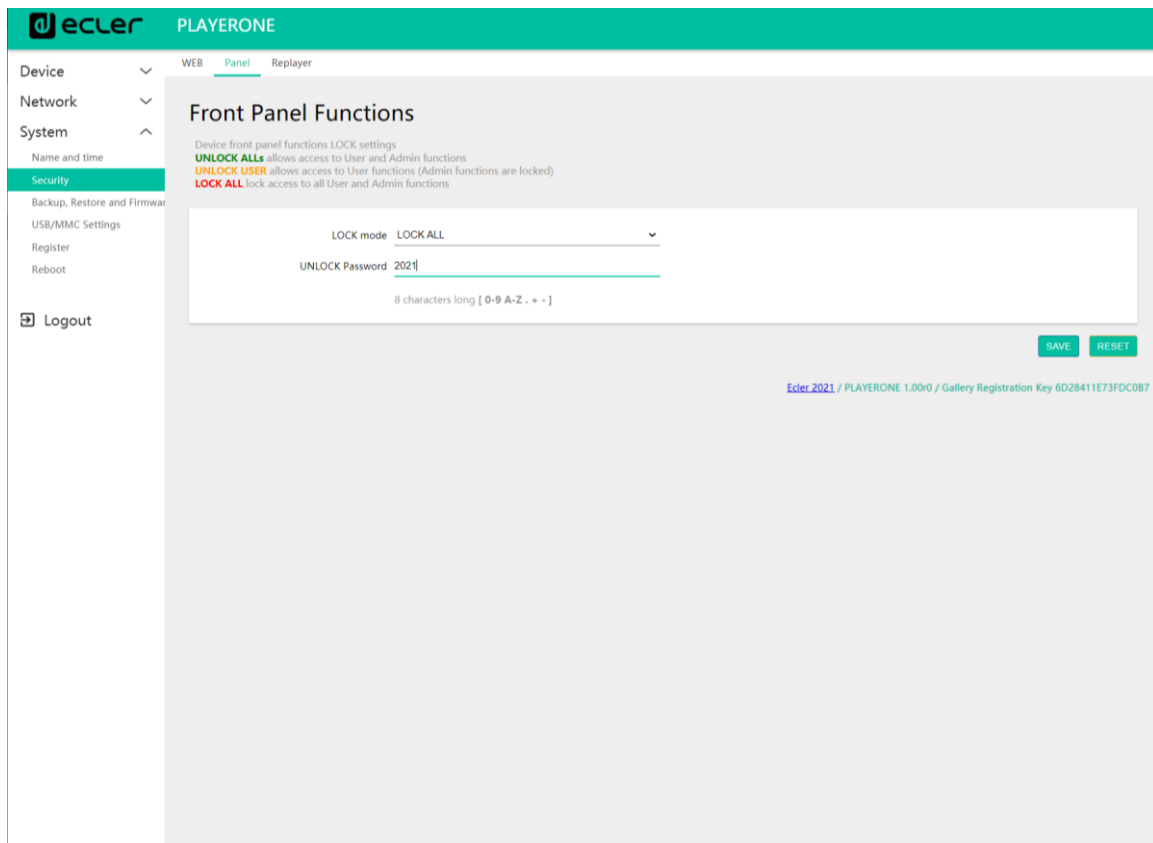 ecler PLAYERONE
Device
Network
System
Name and time
Security
Backup, Restore and Firmwar
USB/MMC Settings
Register
Reboot
Logout
WEB Panel Replayer
Front Panel Functions
Device front panel functions LOCK settings
UNLOCK ALLs allows access to User and Admin functions
UNLOCK USER allows access to User functions (Admin functions are locked)
LOCK ALL lock access to all User and Admin functions
LOCK mode LOCK ALL
UNLOCK Password 2021
8 characters long [ 0-9 A-Z . + - ]
SAVE RESET
Ecler 2021 / PLAYERONE 1.00r0 / Gallery Registration Key 6D28411E73FDC0B7